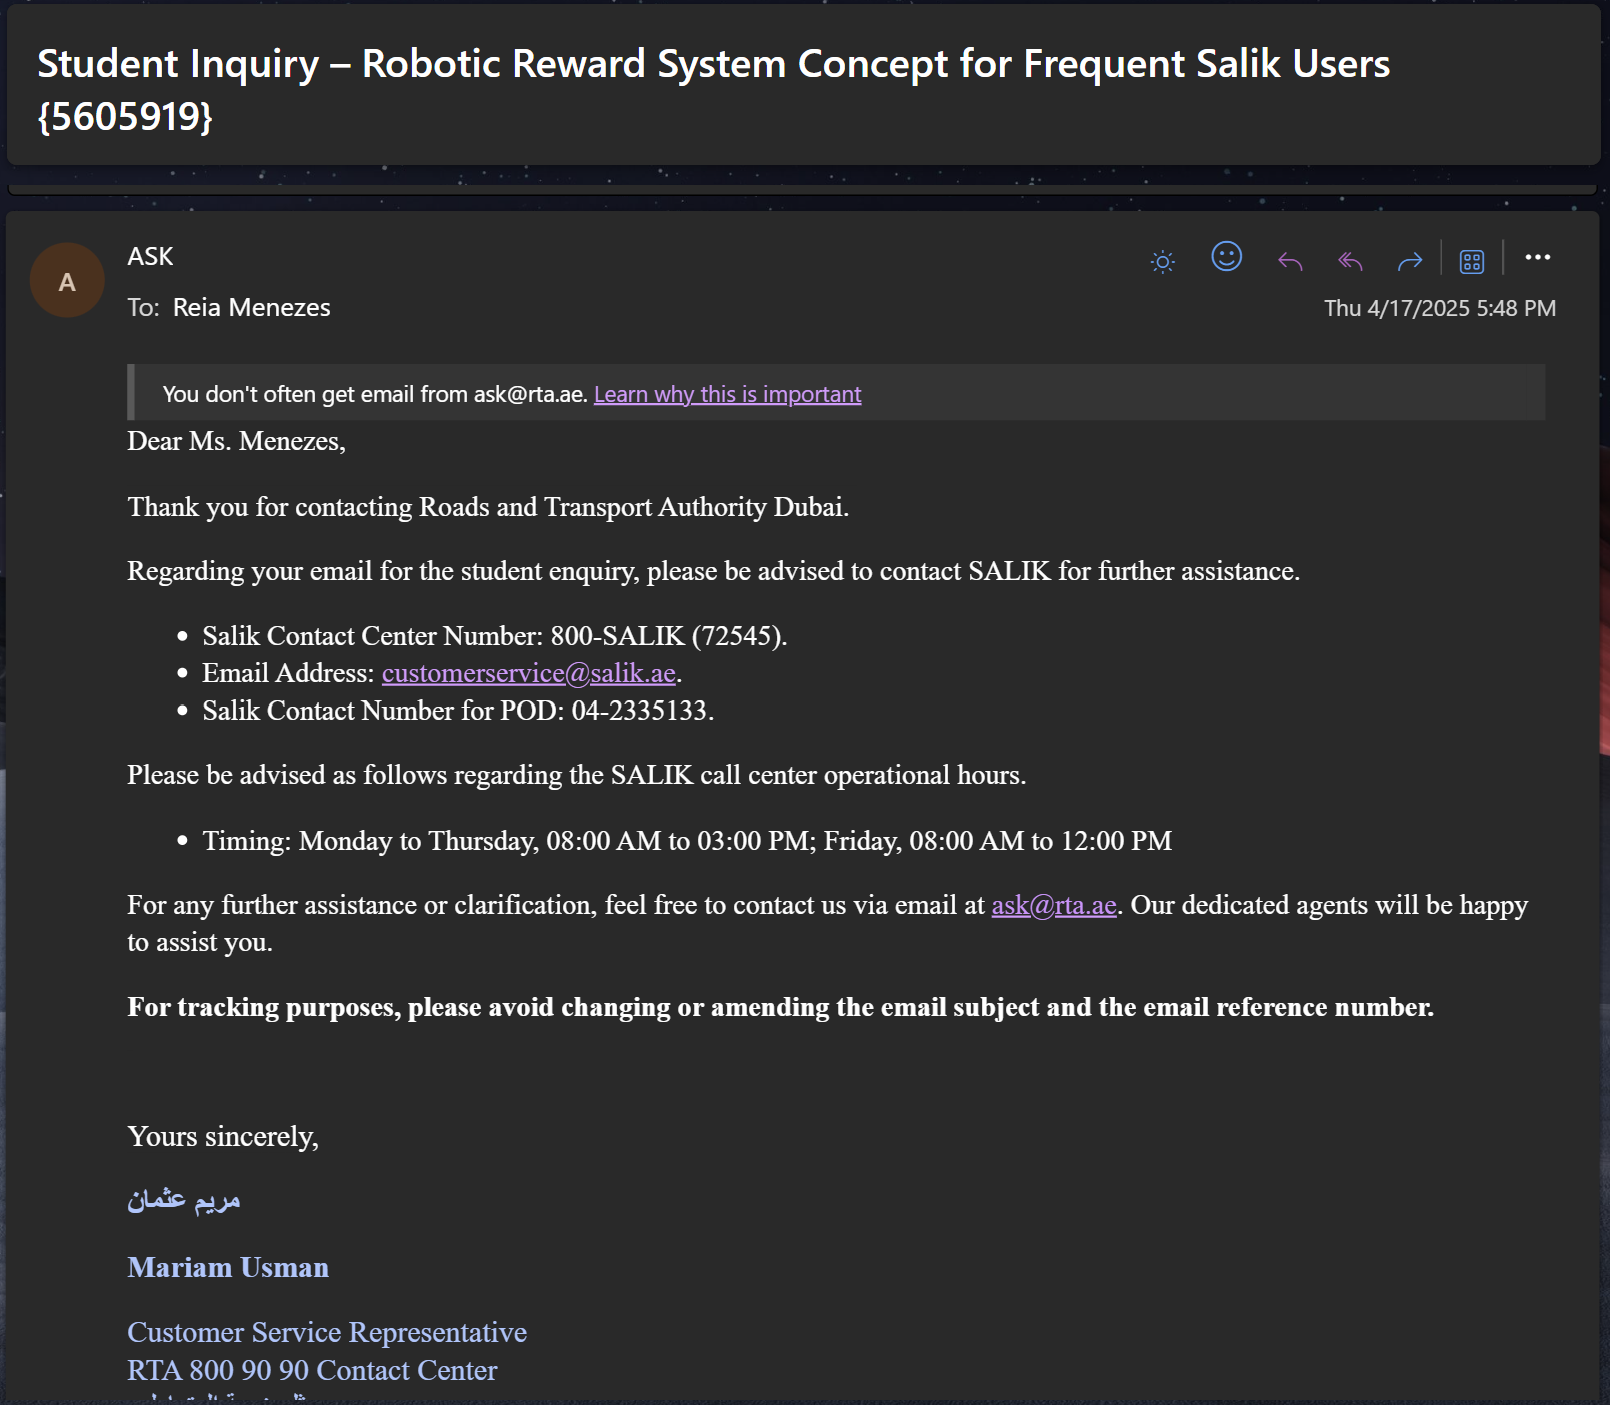 Student Inquiry – Robotic Reward System Concept for Frequent Salik Users
{5605919}
A
ASK
To: Reia Menezes
Thu 4/17/2025 5:48 PM
You don't often get email from ask@rta.ae. Learn why this is important
Dear Ms. Menezes,
Thank you for contacting Roads and Transport Authority Dubai.
Regarding your email for the student enquiry, please be advised to contact SALIK for further assistance.
• Salik Contact Center Number: 800-SALIK (72545).
• Email Address: customerservice@salik.ae.
• Salik Contact Number for POD: 04-2335133.
Please be advised as follows regarding the SALIK call center operational hours.
• Timing: Monday to Thursday, 08:00 AM to 03:00 PM; Friday, 08:00 AM to 12:00 PM
For any further assistance or clarification, feel free to contact us via email at ask@rta.ae. Our dedicated agents will be happy
to assist you.
For tracking purposes, please avoid changing or amending the email subject and the email reference number.
Yours sincerely,
مريم عثمان
Mariam Usman
Customer Service Representative
RTA 800 90 90 Contact Center